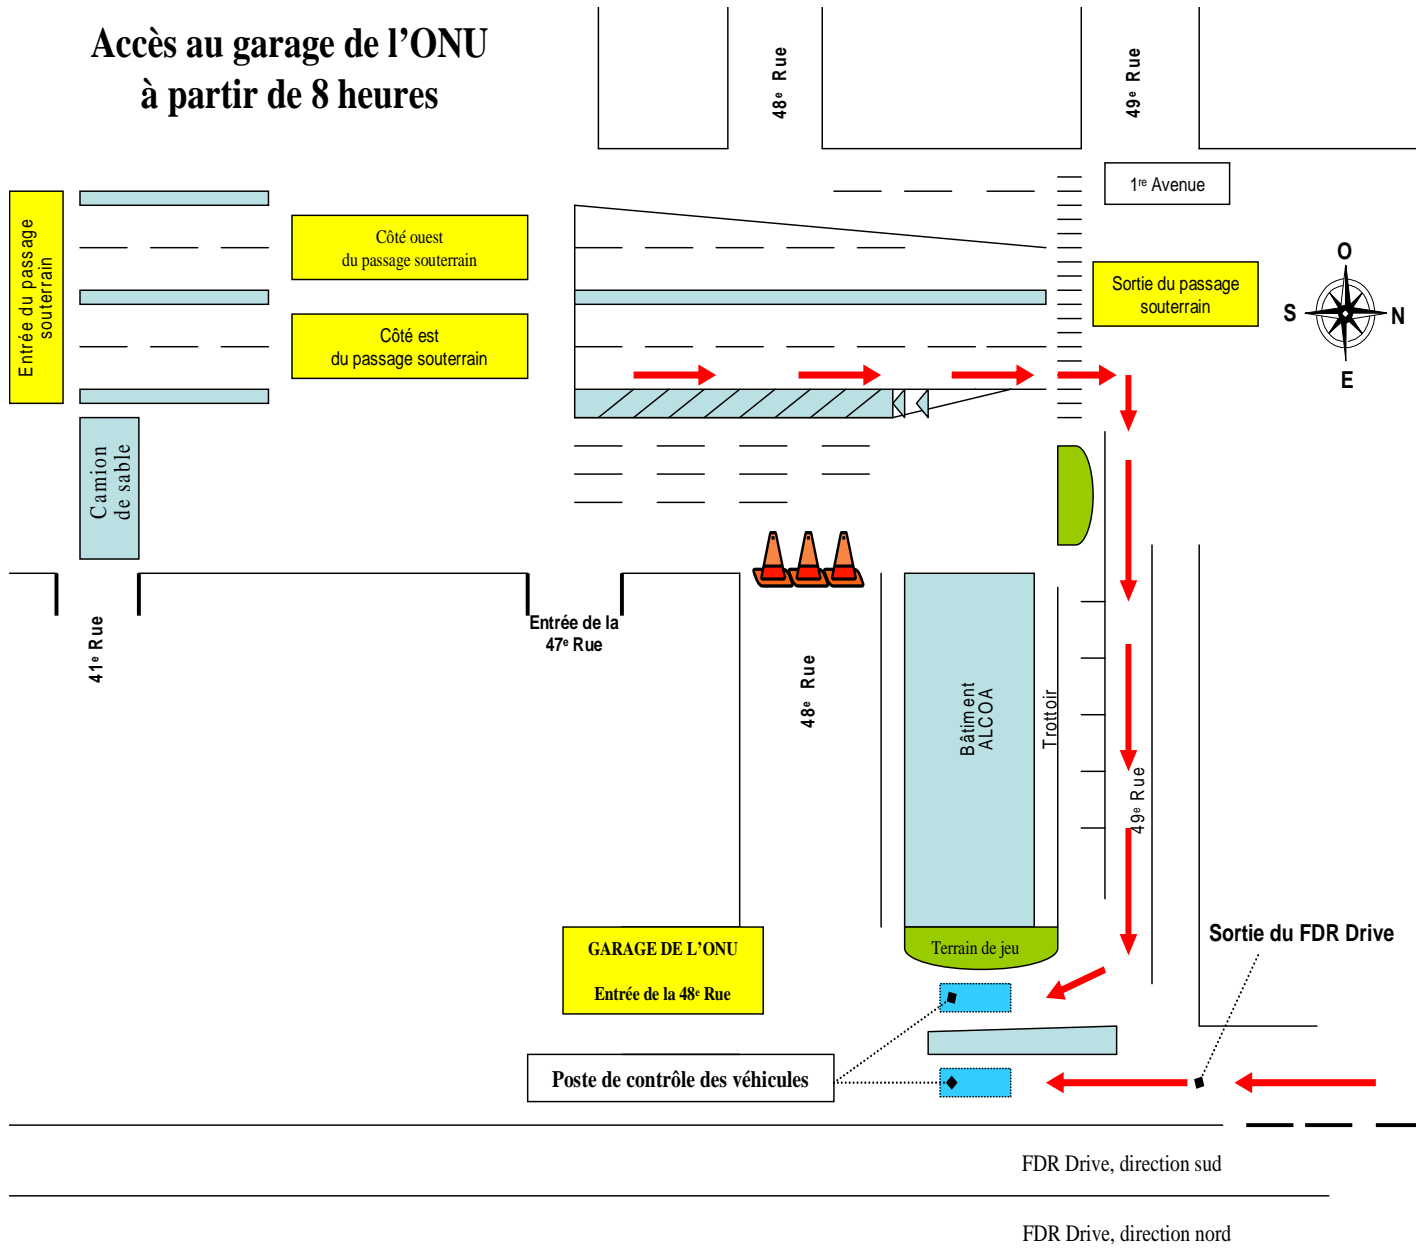 Accès au garage de l’ONU
à partir de 8 heures
48e Rue
49e Rue
1re Avenue
Entrée du passage
souterrain
Côté ouest
du passage souterrain
Côté est
du passage souterrain
Sortie du passage
souterrain
O
S
N
E
Camion
de sable
41e Rue
Entrée de la
47e Rue
48e Rue
Bâtiment
ALCOA
Trottoir
49e Rue
GARAGE DE L’ONU
Entrée de la 48e Rue
Terrain de jeu
Sortie du FDR Drive
Poste de contrôle des véhicules
FDR Drive, direction sud
FDR Drive, direction nord